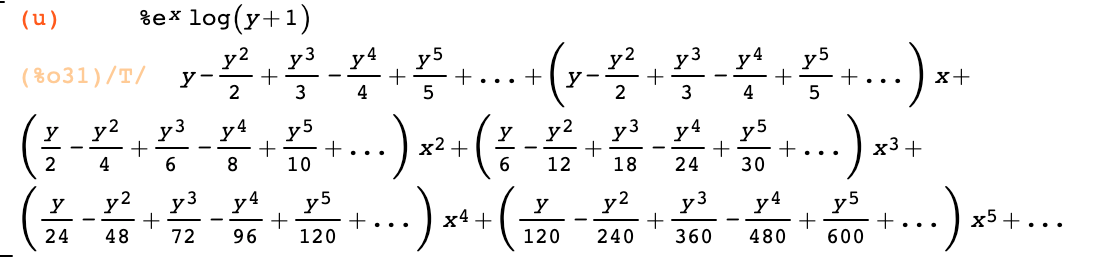 (u) %e^x log(y+1)
(%o31)/T/ y-y^2/2+y^3/3-y^4/4+y^5/5+...+(y-y^2/2+y^3/3-y^4/4+y^5/5+...)x+
(y/2-y^2/4+y^3/6-y^4/8+y^5/10+...)x^2+(y/6-y^2/12+y^3/18-y^4/24+y^5/30+...)x^3+
(y/24-y^2/48+y^3/72-y^4/96+y^5/120+...)x^4+(y/120-y^2/240+y^3/360-y^4/480+y^5/600+...)x^5+...